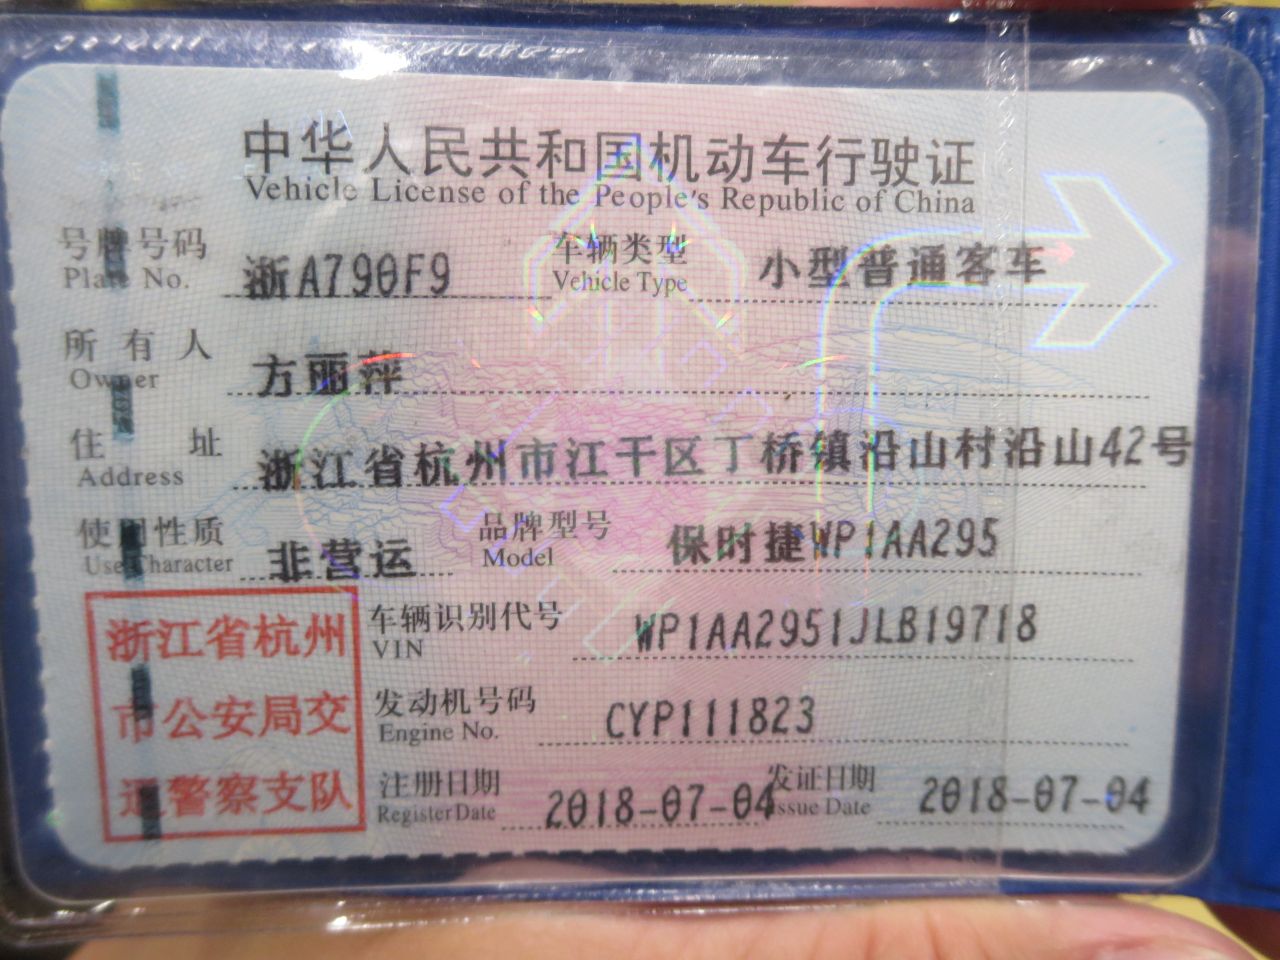 中华人民共和国机动车行驶证
Vehicle License of the People's Republic of China
号牌号码 浙A790F9 车辆类型 小型普通客车
Plate No. Vehicle Type
所有人 方丽萍
Owner
住址 浙江省杭州市江干区丁桥镇沿山村沿山42号
Address
使用性质 非营运 品牌型号 保时捷WP1AA295
Use Character Model
车辆识别代号 WP1AA2951JLB19718
VIN
发动机号码 CYP111823
Engine No.
注册日期 2018-07-04 发证日期 2018-07-04
Register Date Issue Date
浙江省杭州
市公安局交
通警察支队